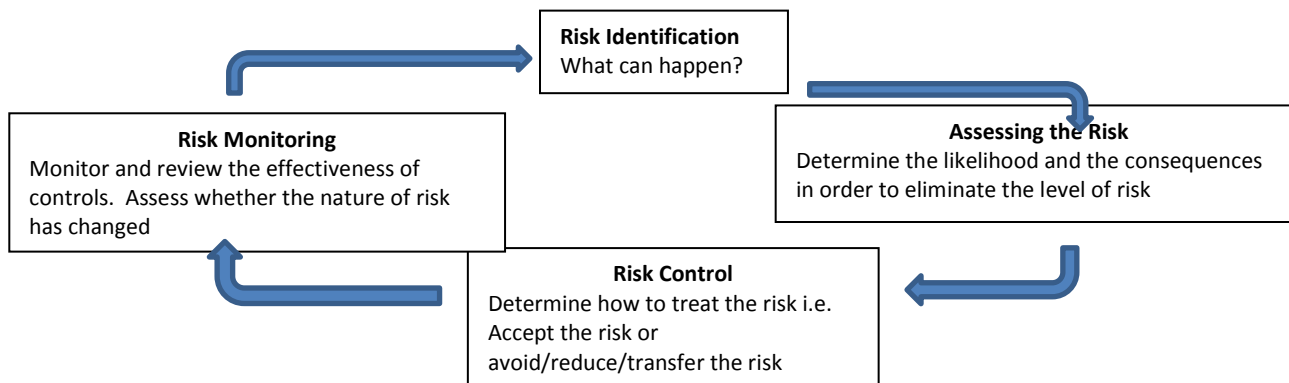 Risk Identification
What can happen?
Assessing the Risk
Determine the likelihood and the consequences
in order to eliminate the level of risk
Risk Control
Determine how to treat the risk i.e.
Accept the risk or
avoid/reduce/transfer the risk
Risk Monitoring
Monitor and review the effectiveness of
controls.  Assess whether the nature of risk
has changed